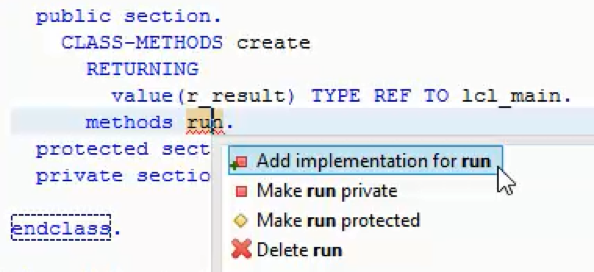 public section.
CLASS-METHODS create
RETURNING
value(r_result) TYPE REF TO lcl_main.
methods run.
protected sect
private sectio
endclass.
Add implementation for run
Make run private
Make run protected
Delete run